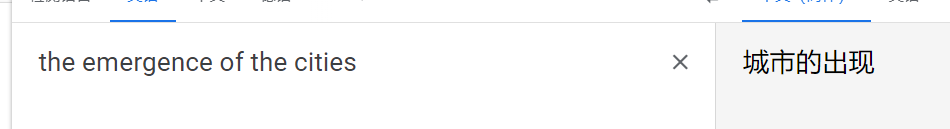 the emergence of the cities
城市的出现